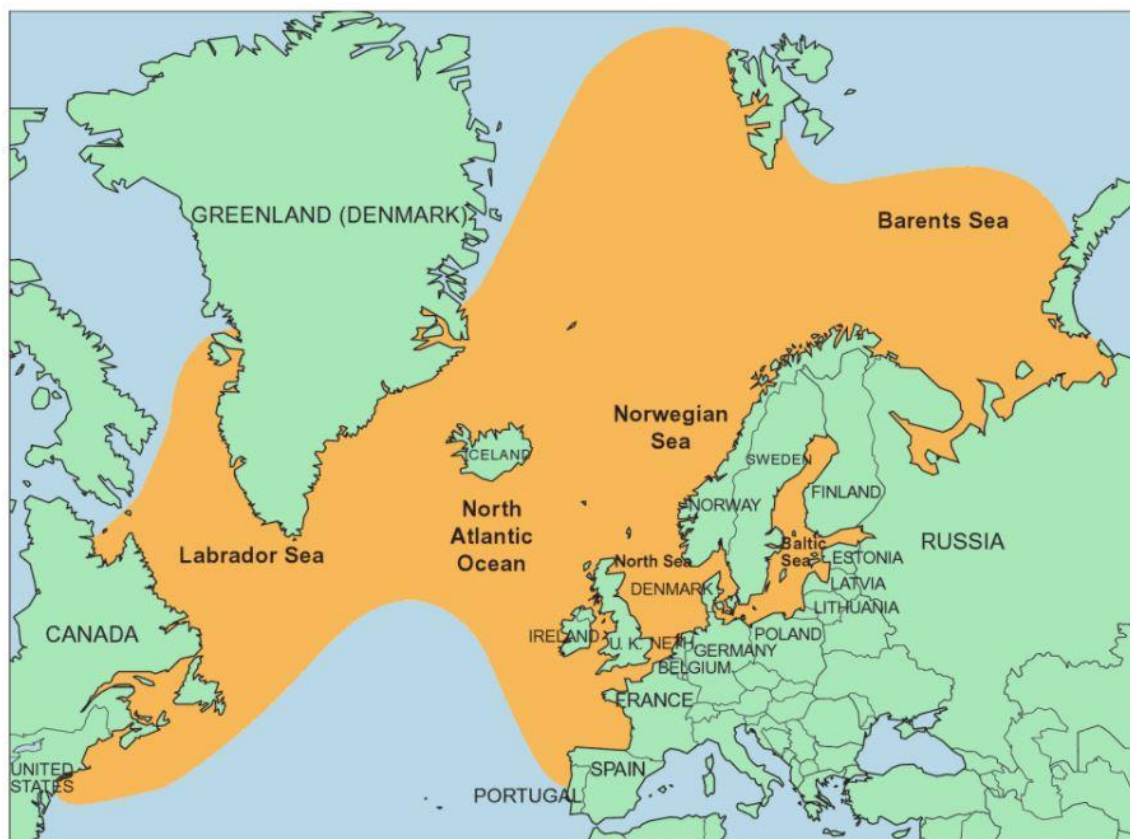 GREENLAND (DENMARK)
Barents Sea
Norwegian
Sea
ICELAND
SWEDEN
FINLAND
NORWAY
North
Atlantic
Ocean
Labrador Sea
North Sea
Baltic
Sea
RUSSIA
ESTONIA
DENMARK
LATVIA
LITHUANIA
CANADA
IRELAND
U. K.
NETH
POLAND
GERMANY
BELGIUM
FRANCE
UNITED
STATES
SPAIN
PORTUGAL